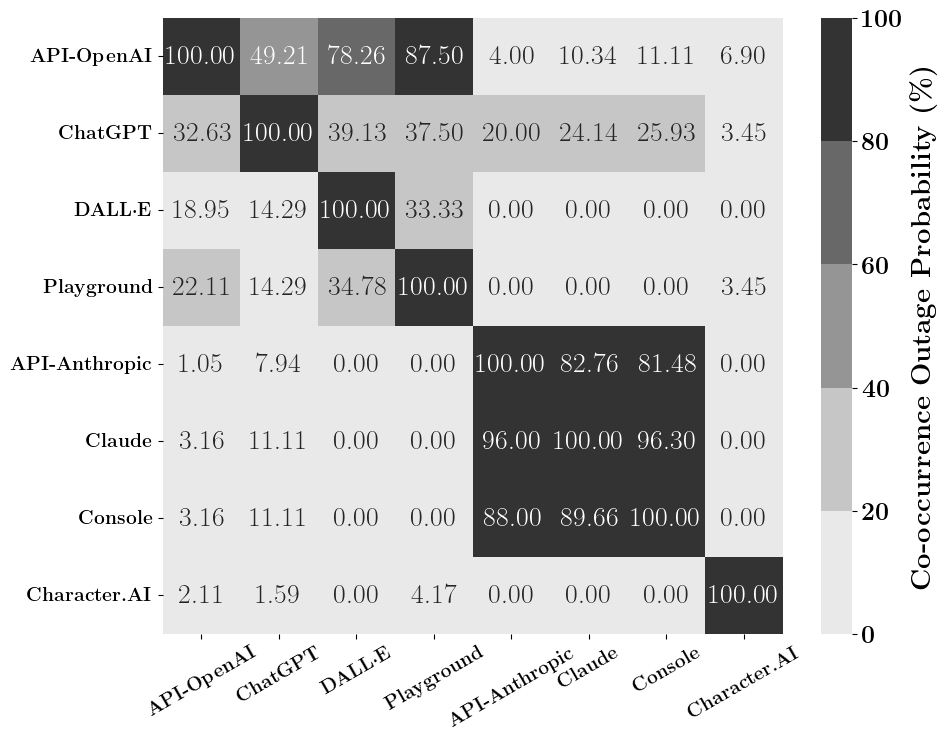 API-OpenAI 100.00 49.21 78.26 87.50 4.00 10.34 11.11 6.90
ChatGPT 32.63 100.00 39.13 37.50 20.00 24.14 25.93 3.45
DALL·E 18.95 14.29 100.00 33.33 0.00 0.00 0.00 0.00
Playground 22.11 14.29 34.78 100.00 0.00 0.00 0.00 3.45
API-Anthropic 1.05 7.94 0.00 0.00 100.00 82.76 81.48 0.00
Claude 3.16 11.11 0.00 0.00 96.00 100.00 96.30 0.00
Console 3.16 11.11 0.00 0.00 88.00 89.66 100.00 0.00
Character.AI 2.11 1.59 0.00 4.17 0.00 0.00 0.00 100.00
API-OpenAI ChatGPT DALL·E Playground API-Anthropic Claude Console Character.AI
100
80
60
40
20
0
Co-occurrence Outage Probability (%)